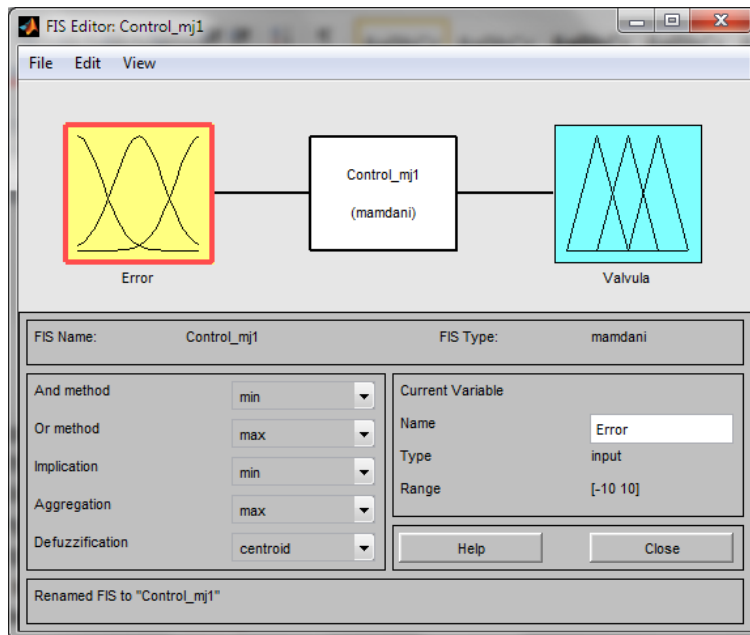 FIS Editor: Control_mj1
File Edit View
Control_mj1
(mamdani)
Error
Valvula
FIS Name: Control_mj1 FIS Type: mamdani
And method min
Or method max
Implication min
Aggregation max
Defuzzification centroid
Current Variable
Name Error
Type input
Range [-10 10]
Help Close
Renamed FIS to "Control_mj1"